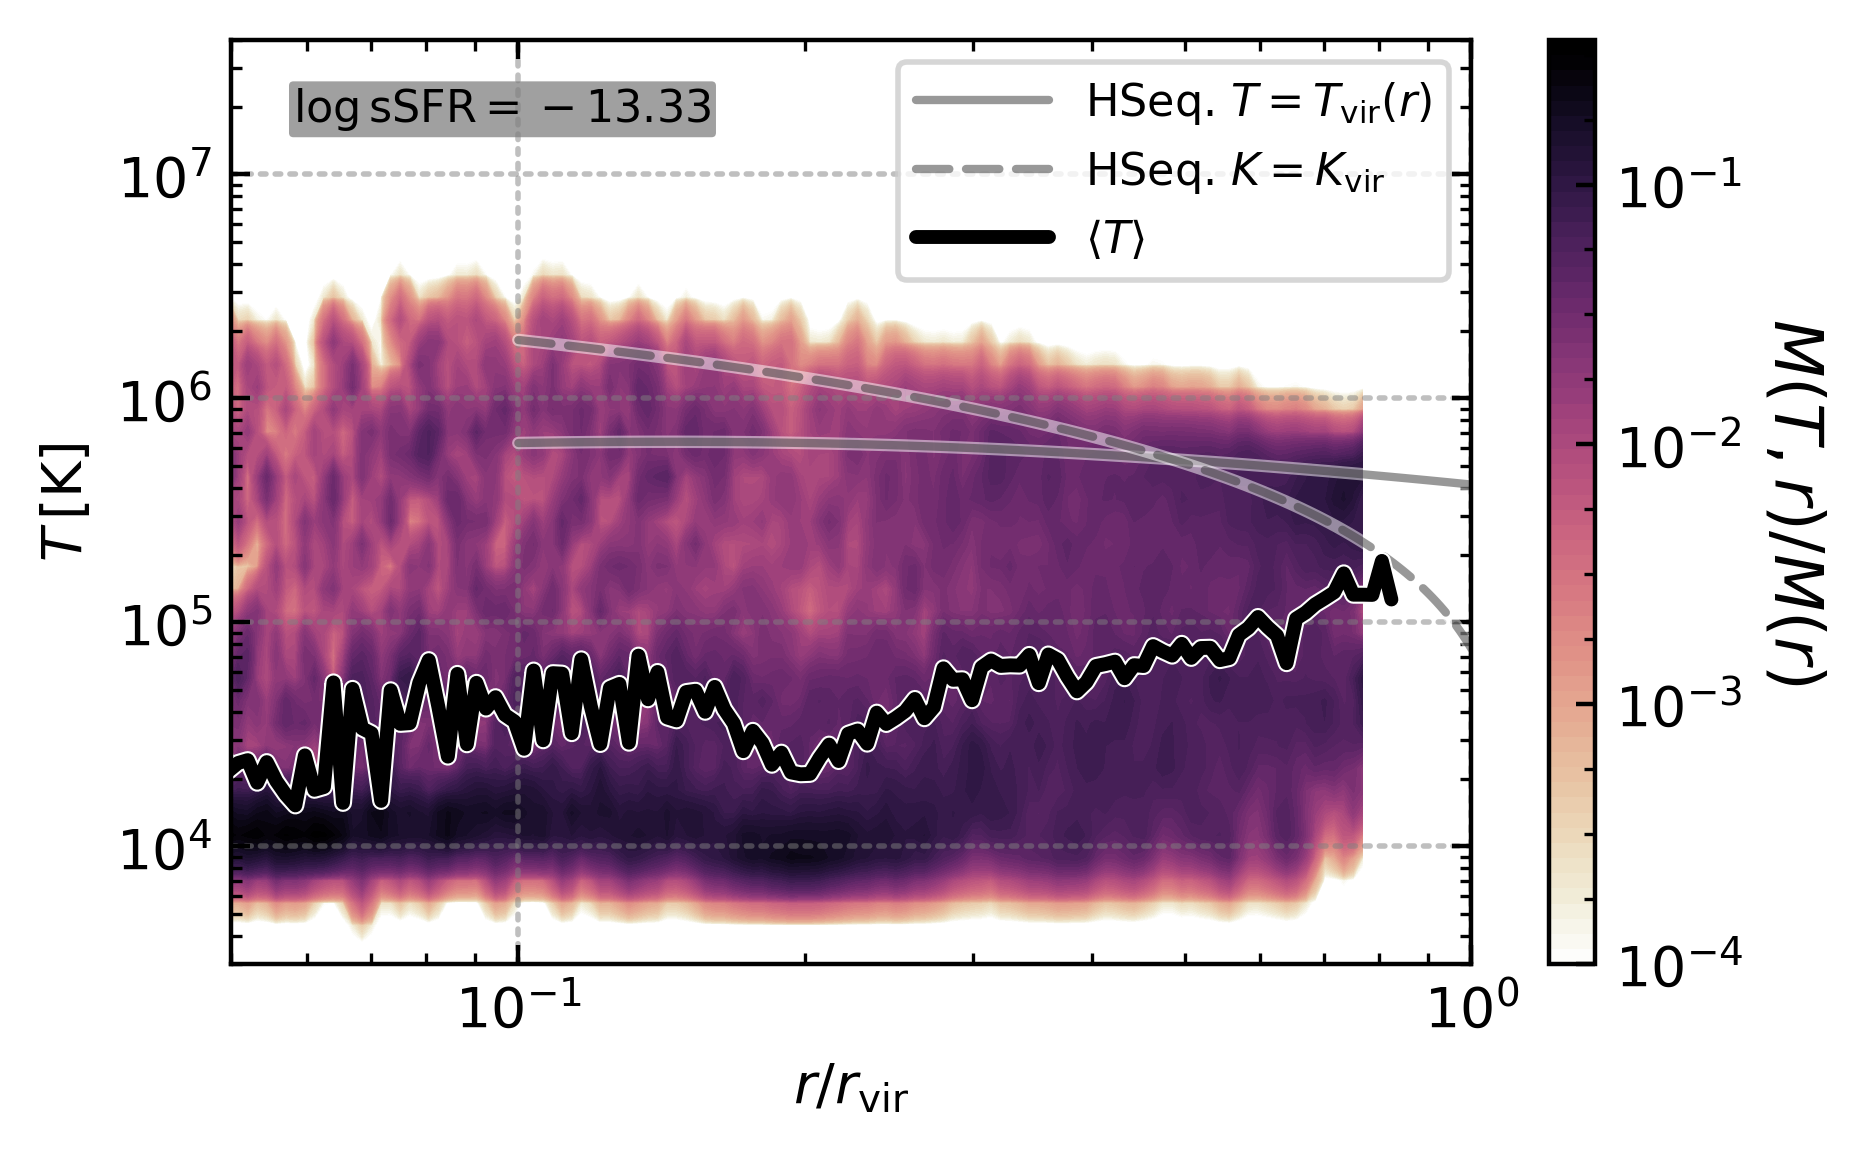 log sSFR = −13.33
HSeq. T = T_vir(r)
HSeq. K = K_vir
⟨T⟩
10^7
10^6
10^5
10^4
T [K]
10^−1
10^0
r/r_vir
10^−1
10^−2
10^−3
10^−4
M(T, r)/M(r)